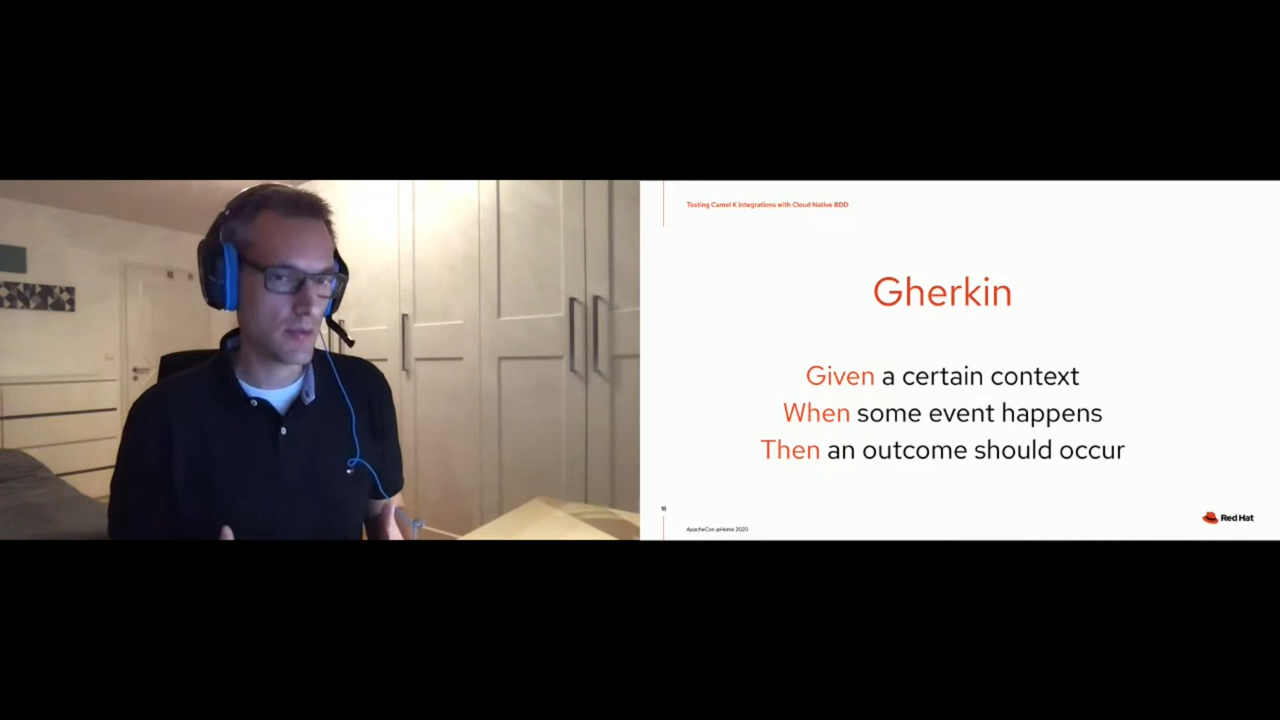 Testing Camel K integrations with Cloud Native BDD
Gherkin
Given a certain context
When some event happens
Then an outcome should occur
ApacheCon @Home 2020
Red Hat